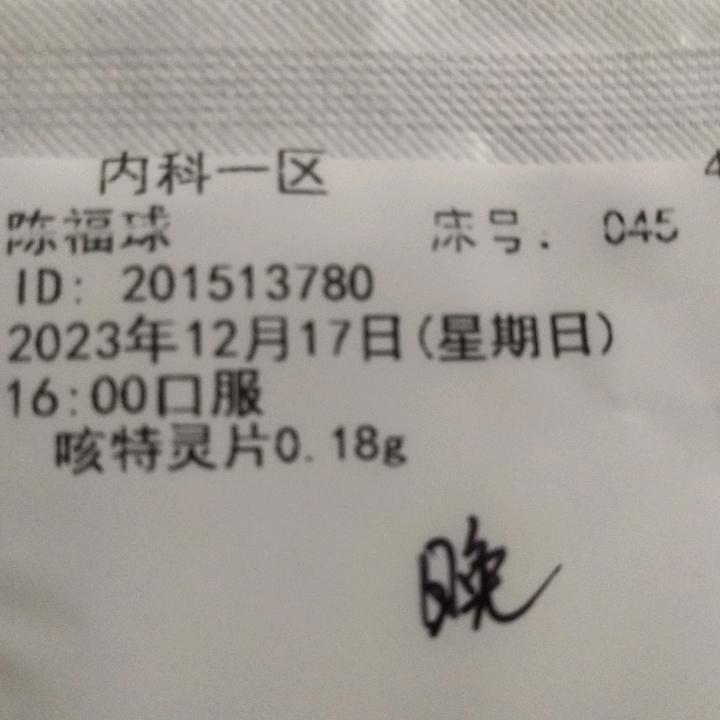 内科一区 4
陈福球 床号: 045
ID: 201513780
2023年12月17日(星期日)
16:00口服
咳特灵片0.18g
晚